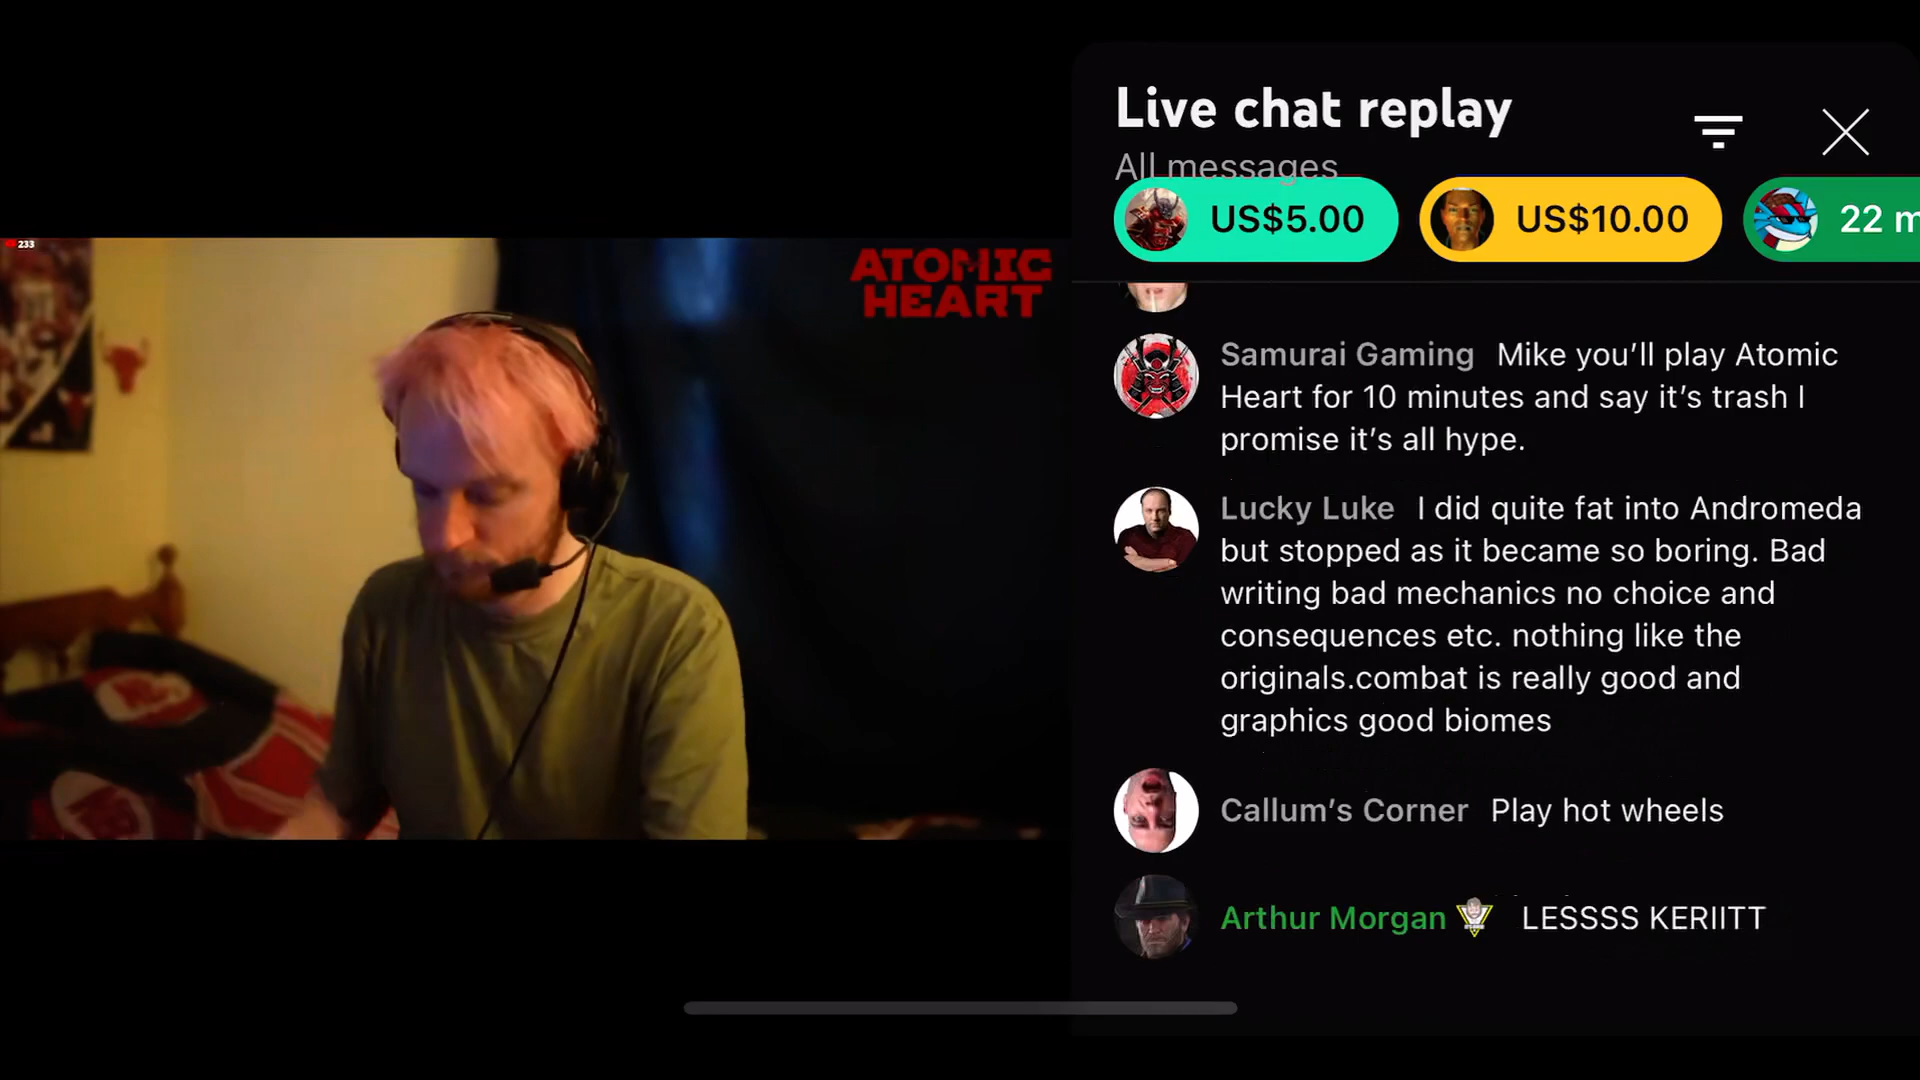 233
ATOMIC
HEART
Live chat replay
All messages
US$5.00
US$10.00
22 m
Samurai Gaming Mike you’ll play Atomic
Heart for 10 minutes and say it’s trash I
promise it’s all hype.
Lucky Luke I did quite fat into Andromeda
but stopped as it became so boring. Bad
writing bad mechanics no choice and
consequences etc. nothing like the
originals.combat is really good and
graphics good biomes
Callum’s Corner Play hot wheels
Arthur Morgan LESSSS KERIITT